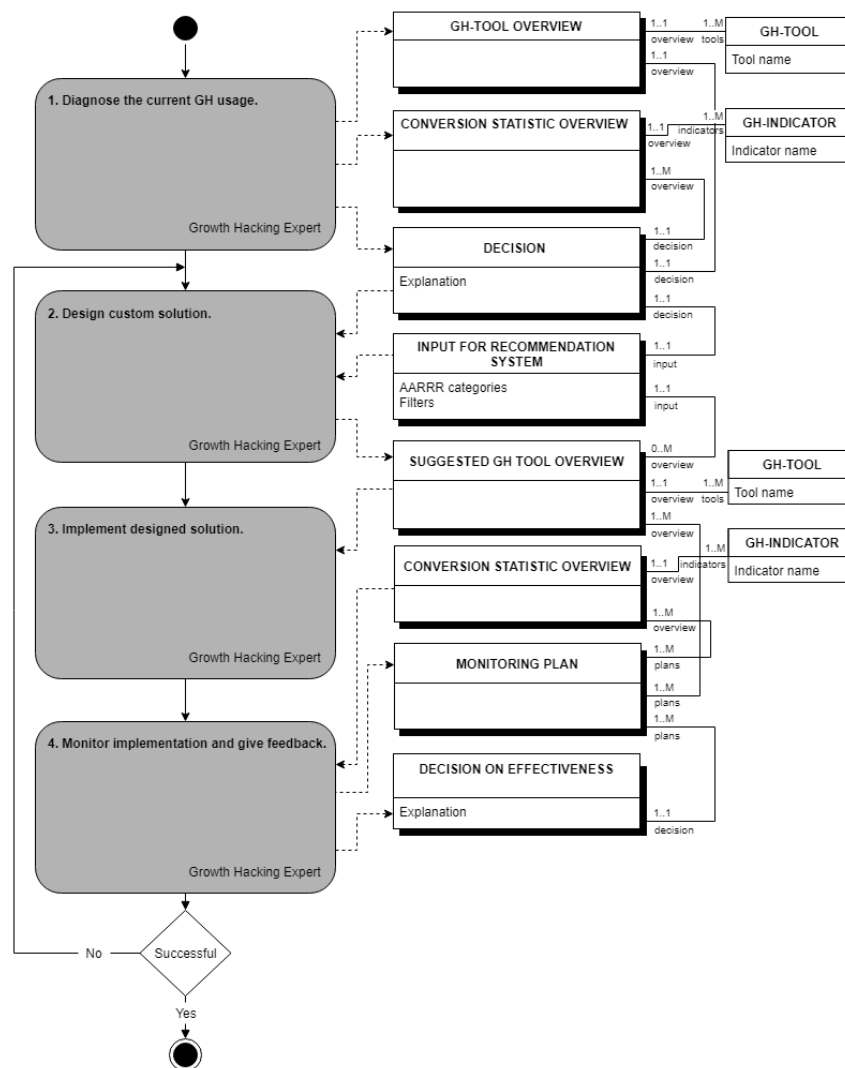 GH-TOOL OVERVIEW
1..1
overview
1..M
tools
GH-TOOL
Tool name
1..1
overview
1. Diagnose the current GH usage.
Growth Hacking Expert
CONVERSION STATISTIC OVERVIEW
1..1
overview
1..M
indicators
GH-INDICATOR
Indicator name
1..M
overview
DECISION
Explanation
1..1
decision
1..1
decision
1..1
decision
2. Design custom solution.
Growth Hacking Expert
INPUT FOR RECOMMENDATION
SYSTEM
AARRR categories
Filters
1..1
input
1..1
input
SUGGESTED GH TOOL OVERVIEW
0..M
overview
1..1
overview
1..M
tools
GH-TOOL
Tool name
1..M
overview
3. Implement designed solution.
Growth Hacking Expert
CONVERSION STATISTIC OVERVIEW
1..1
overview
1..M
indicators
GH-INDICATOR
Indicator name
1..M
overview
MONITORING PLAN
1..M
plans
1..M
plans
1..M
plans
4. Monitor implementation and give feedback.
Growth Hacking Expert
DECISION ON EFFECTIVENESS
Explanation
1..1
decision
No
Successful
Yes